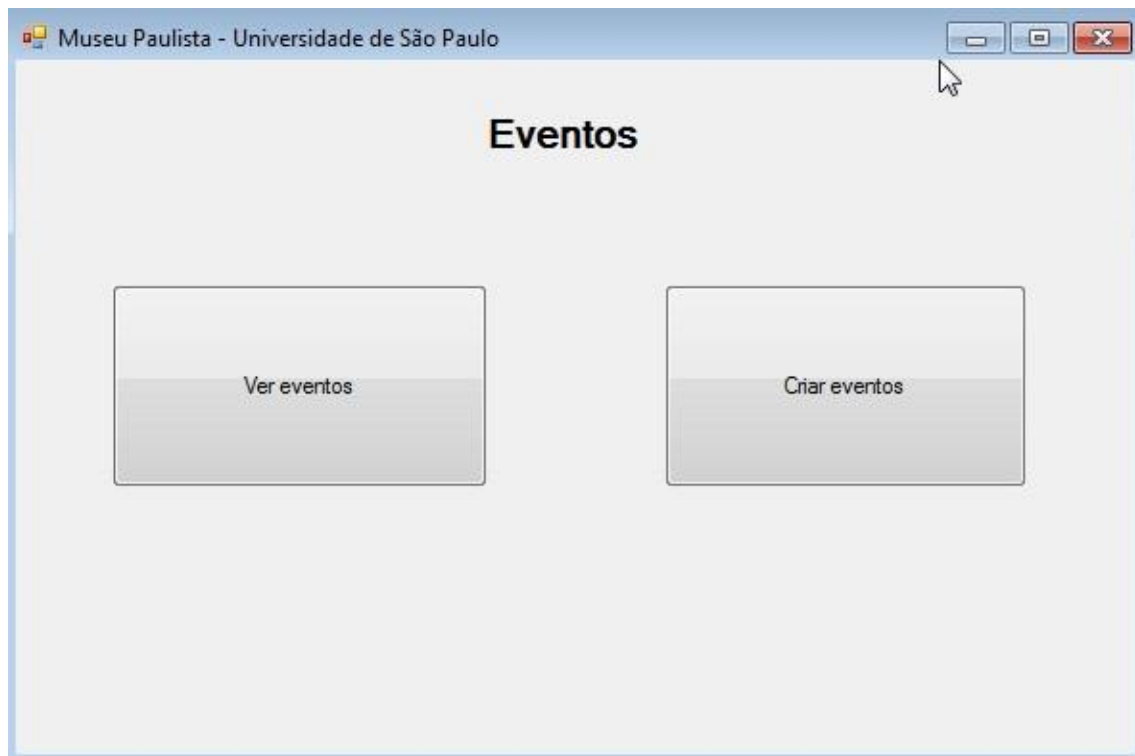 Museu Paulista - Universidade de São Paulo
Eventos
Ver eventos
Criar eventos